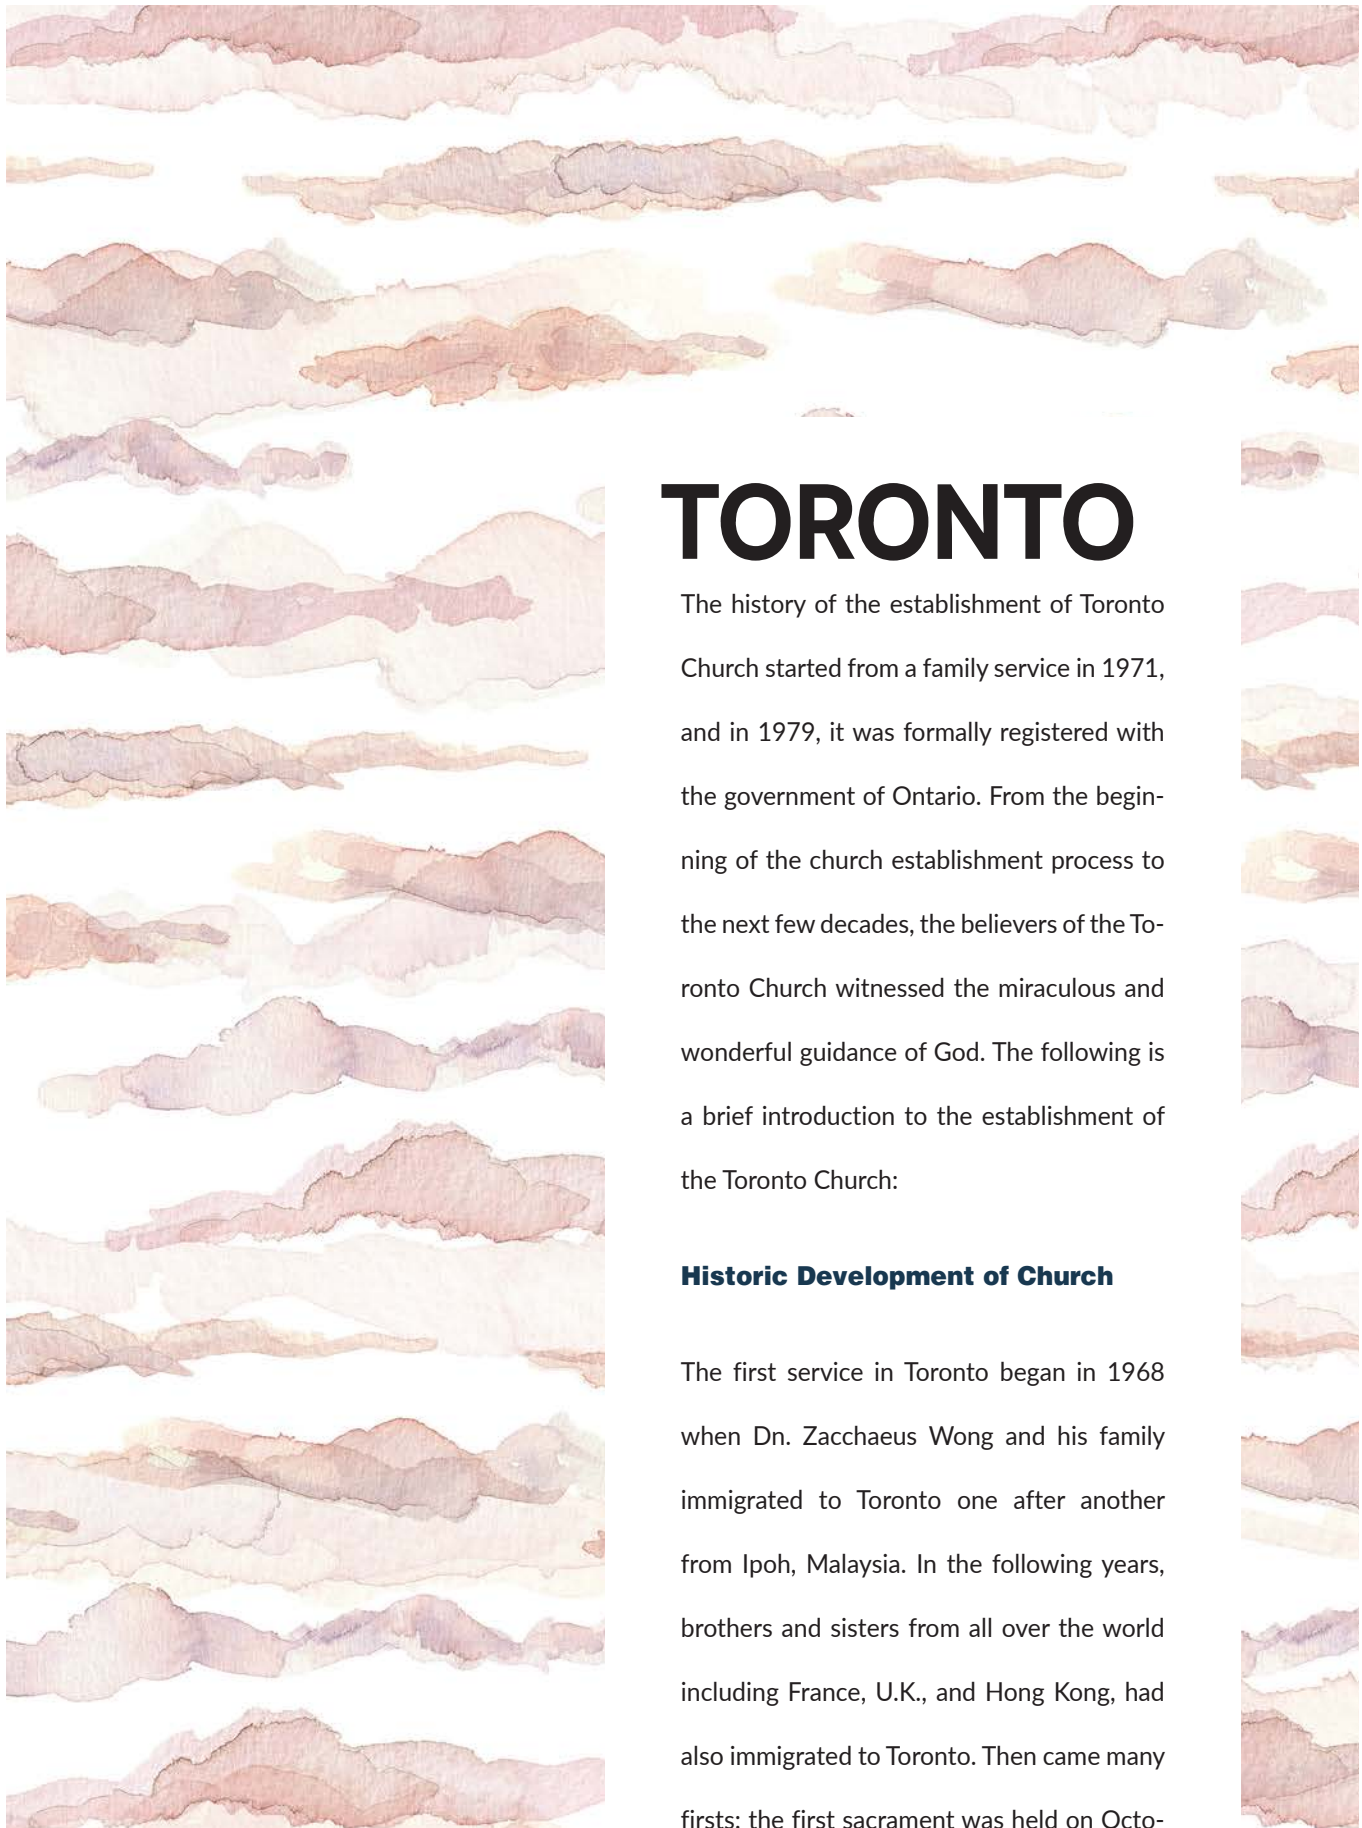 TORONTO
The history of the establishment of Toronto
Church started from a family service in 1971,
and in 1979, it was formally registered with
the government of Ontario. From the begin-
ning of the church establishment process to
the next few decades, the believers of the To-
ronto Church witnessed the miraculous and
wonderful guidance of God. The following is
a brief introduction to the establishment of
the Toronto Church:
Historic Development of Church
The first service in Toronto began in 1968
when Dn. Zacchaeus Wong and his family
immigrated to Toronto one after another
from Ipoh, Malaysia. In the following years,
brothers and sisters from all over the world
including France, U.K., and Hong Kong, had
also immigrated to Toronto. Then came many
firsts: the first sacrament was held on Octo-